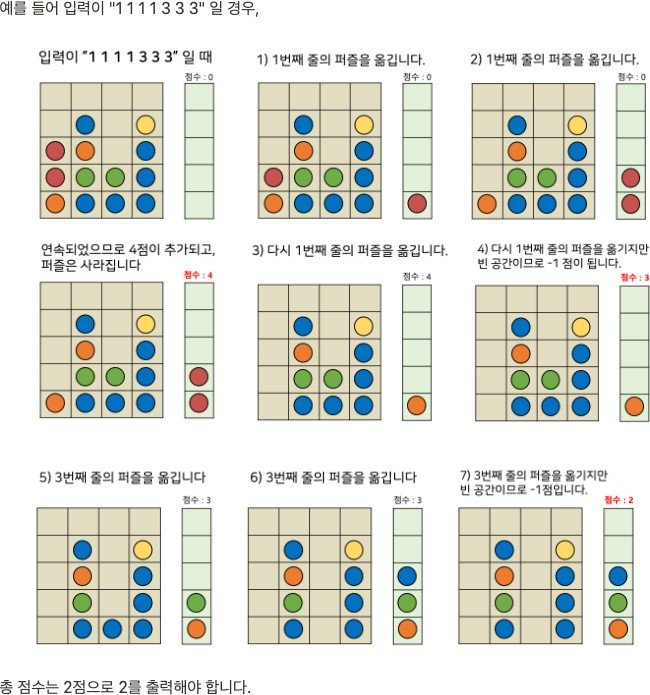 예를 들어 입력이 "1 1 1 1 3 3 3" 일 경우,
입력이 "1 1 1 1 3 3 3" 일 때
점수 : 0
1) 1번째 줄의 퍼즐을 옮깁니다.
점수 : 0
2) 1번째 줄의 퍼즐을 옮깁니다.
점수 : 0
연속되었으므로 4점이 추가되고,
퍼즐은 사라집니다
점수 : 4
3) 다시 1번째 줄의 퍼즐을 옮깁니다.
점수 : 4
4) 다시 1번째 줄의 퍼즐을 옮기지만
빈 공간이므로 -1 점이 됩니다.
점수 : 3
5) 3번째 줄의 퍼즐을 옮깁니다
점수 : 3
6) 3번째 줄의 퍼즐을 옮깁니다
점수 : 3
7) 3번째 줄의 퍼즐을 옮기지만
빈 공간이므로 -1점입니다.
점수 : 2
총 점수는 2점으로 2를 출력해야 합니다.